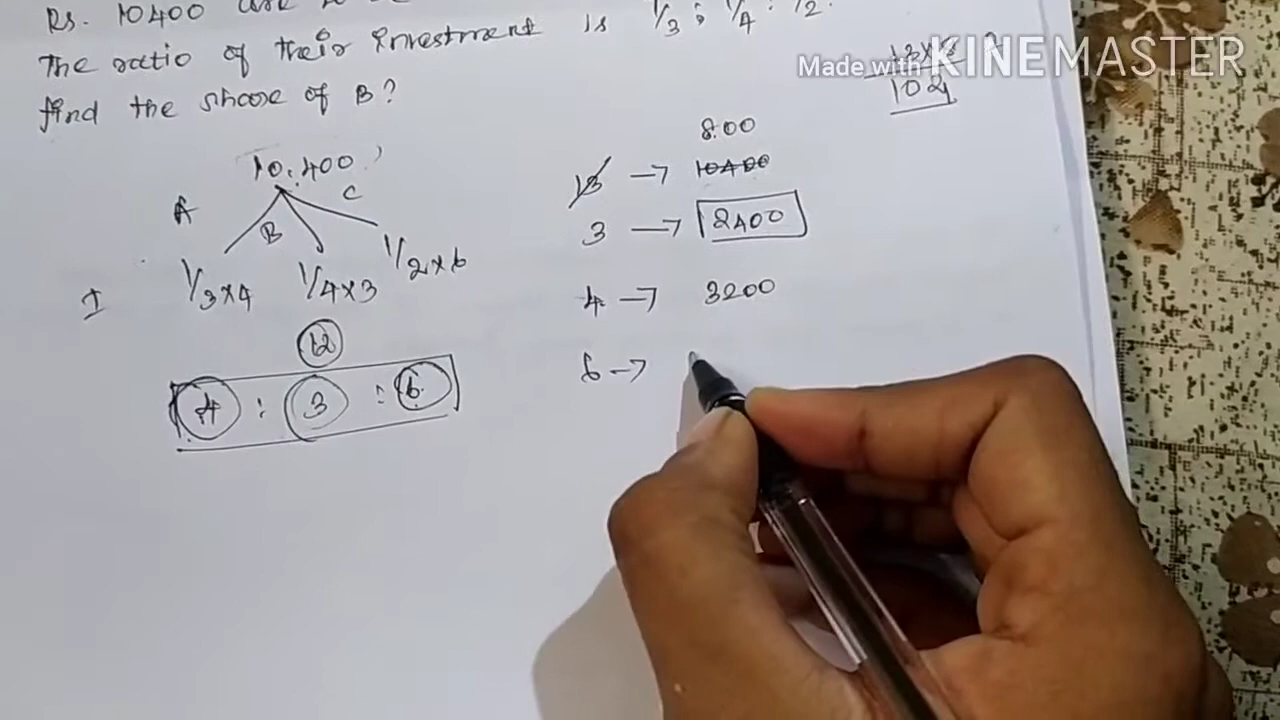 Rs. 10400
The ratio of their investment is 1/3 : 1/4 : 1/2.
find the share of B?
Made with KINEMASTER
104
10,400
A B C
1/3×4 1/4×3 1/2×6
I
12
4 : 3 : 6
800
13 → 10400
3 → 2400
4 → 3200
6 →